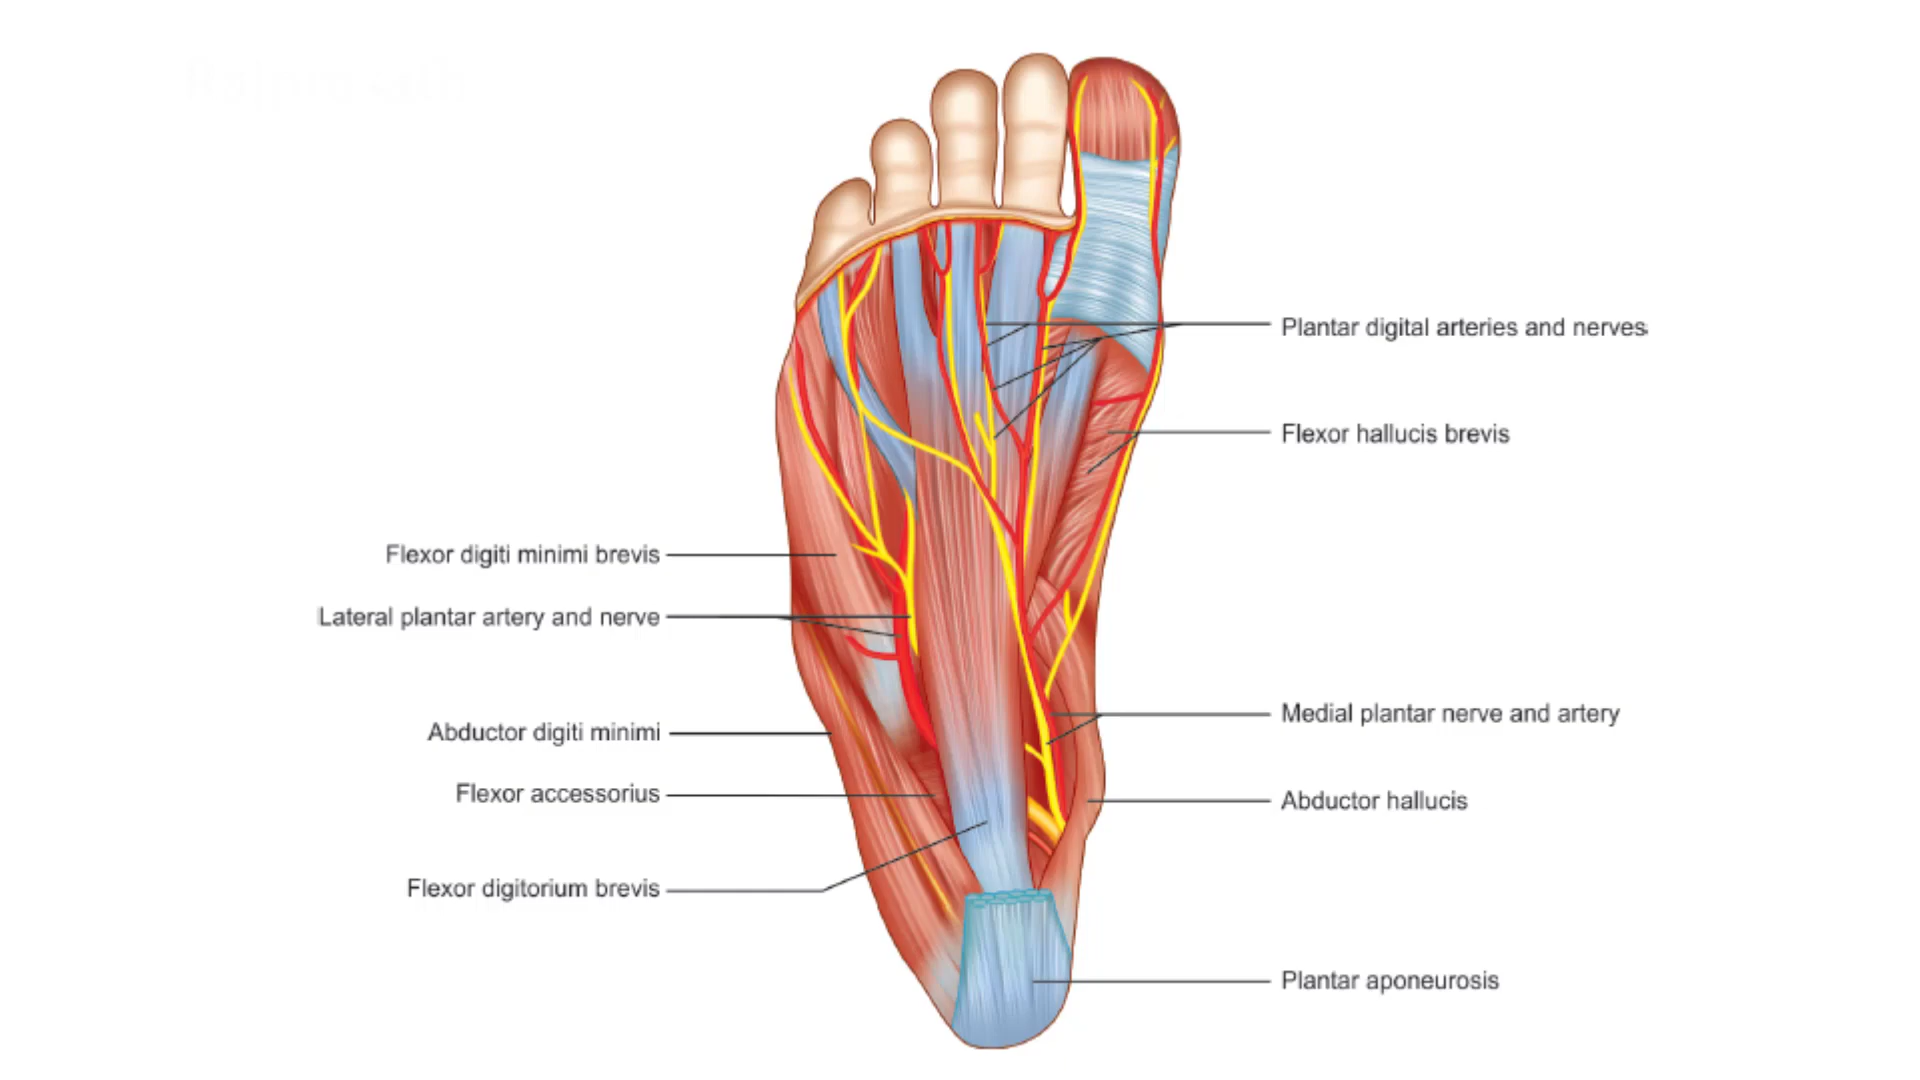 Plantar digital arteries and nerves
Flexor hallucis brevis
Flexor digiti minimi brevis
Lateral plantar artery and nerve
Medial plantar nerve and artery
Abductor digiti minimi
Flexor accessorius
Abductor hallucis
Flexor digitorium brevis
Plantar aponeurosis